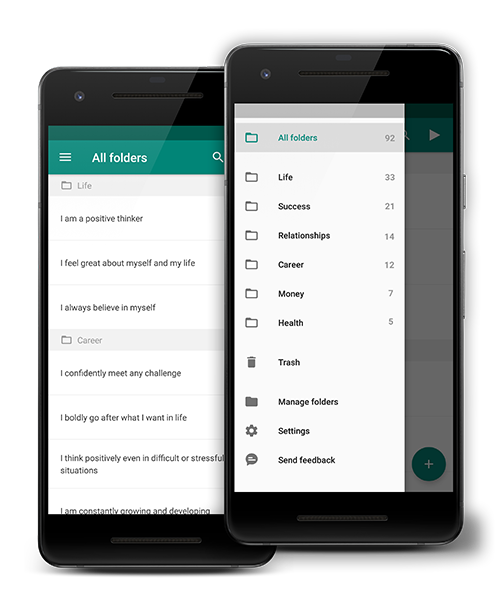 All folders
Life
I am a positive thinker
I feel great about myself and my life
I always believe in myself
Career
I confidently meet any challenge
I boldly go after what I want in life
I think positively even in difficult or stressful
situations
I am constantly growing and developing
All folders 92
Life 33
Success 21
Relationships 14
Career 12
Money 7
Health 5
Trash
Manage folders
Settings
Send feedback